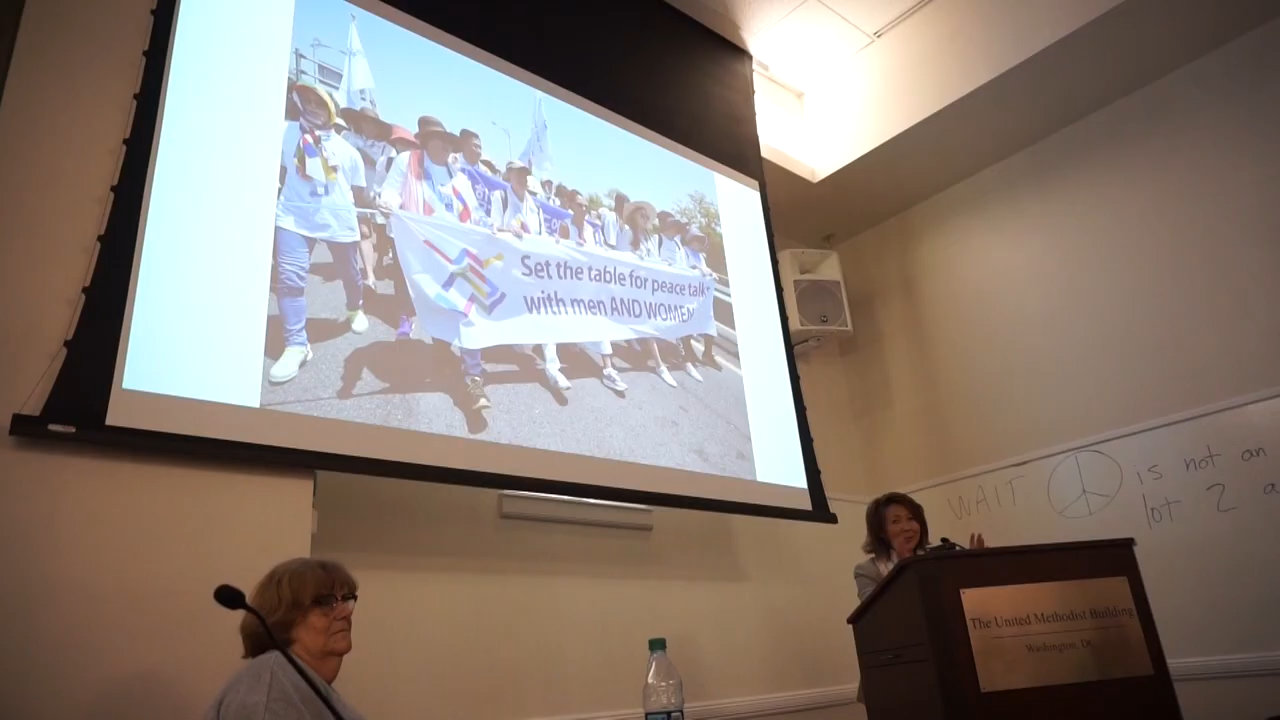 Set the table for peace talks
with men AND WOMEN
WAIT is not an
lot 2 a
The United Methodist Building
Washington, DC